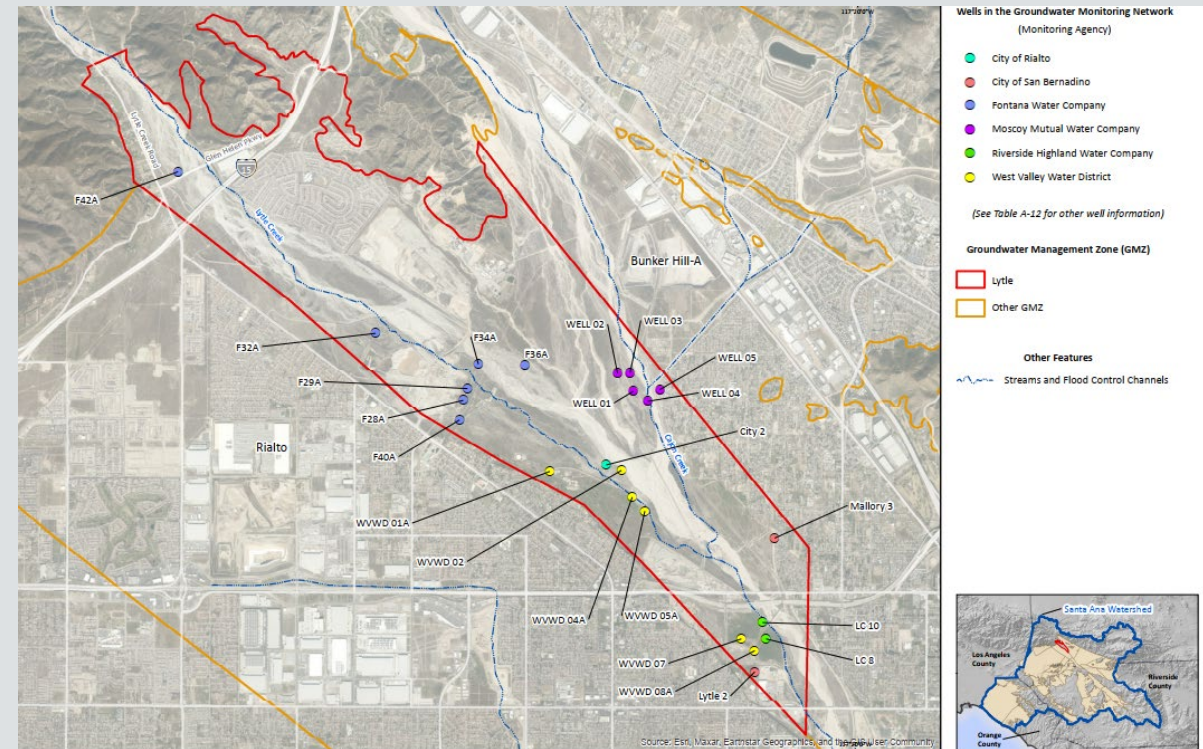 117°20'0"W
Lytle Creek Road
Glen Helen Pkwy
15
F42A
Lytle Creek
Bunker Hill-A
WELL 02
WELL 03
F34A
F36A
F32A
WELL 05
F29A
WELL 01
WELL 04
F28A
City 2
Rialto
F40A
Cajon Creek
WVWD 01A
Mallory 3
WVWD 02
WVWD 04A
WVWD 05A
LC 10
WVWD 07
LC 8
WVWD 08A
Lytle 2
Source: Esri, Maxar, Earthstar Geographics, and the GIS User Community
Wells in the Groundwater Monitoring Network
(Monitoring Agency)
City of Rialto
City of San Bernadino
Fontana Water Company
Moscoy Mutual Water Company
Riverside Highland Water Company
West Valley Water District
(See Table A-12 for other well information)
Groundwater Management Zone (GMZ)
Lytle
Other GMZ
Other Features
Streams and Flood Control Channels
Santa Ana Watershed
Los Angeles
County
Riverside
County
Orange
County